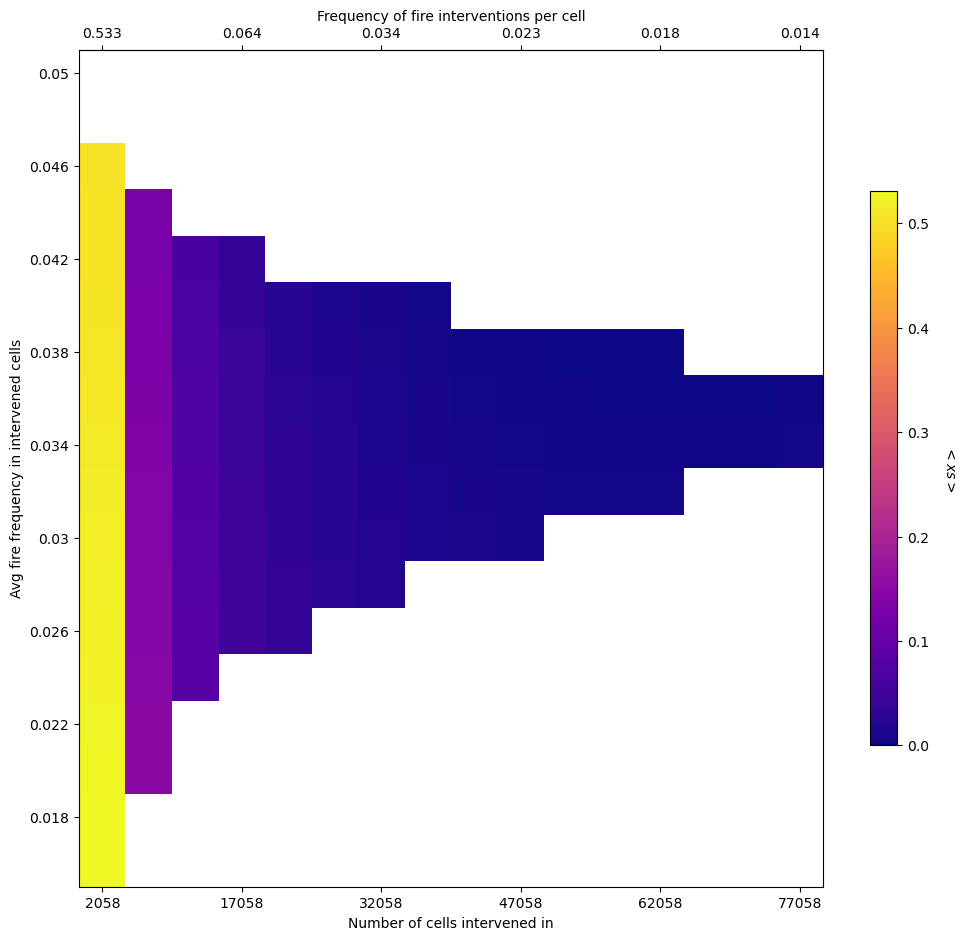 Frequency of fire interventions per cell
0.533 0.064 0.034 0.023 0.018 0.014
0.05
0.046
0.042
0.038
0.034
0.03
0.026
0.022
0.018
Avg fire frequency in intervened cells
2058 17058 32058 47058 62058 77058
Number of cells intervened in
0.5
0.4
0.3
0.2
0.1
0.0
< xs >